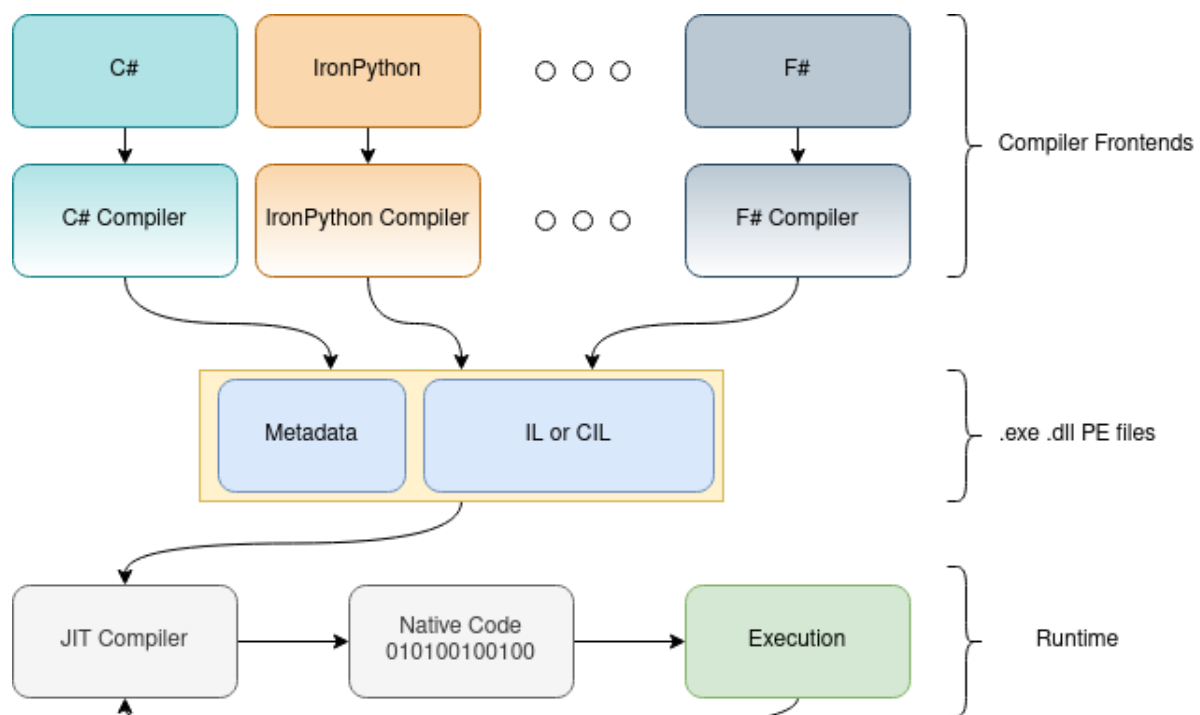 C#
IronPython
F#
Compiler Frontends
C# Compiler
IronPython Compiler
F# Compiler
Metadata
IL or CIL
.exe .dll PE files
JIT Compiler
Native Code
010100100100
Execution
Runtime